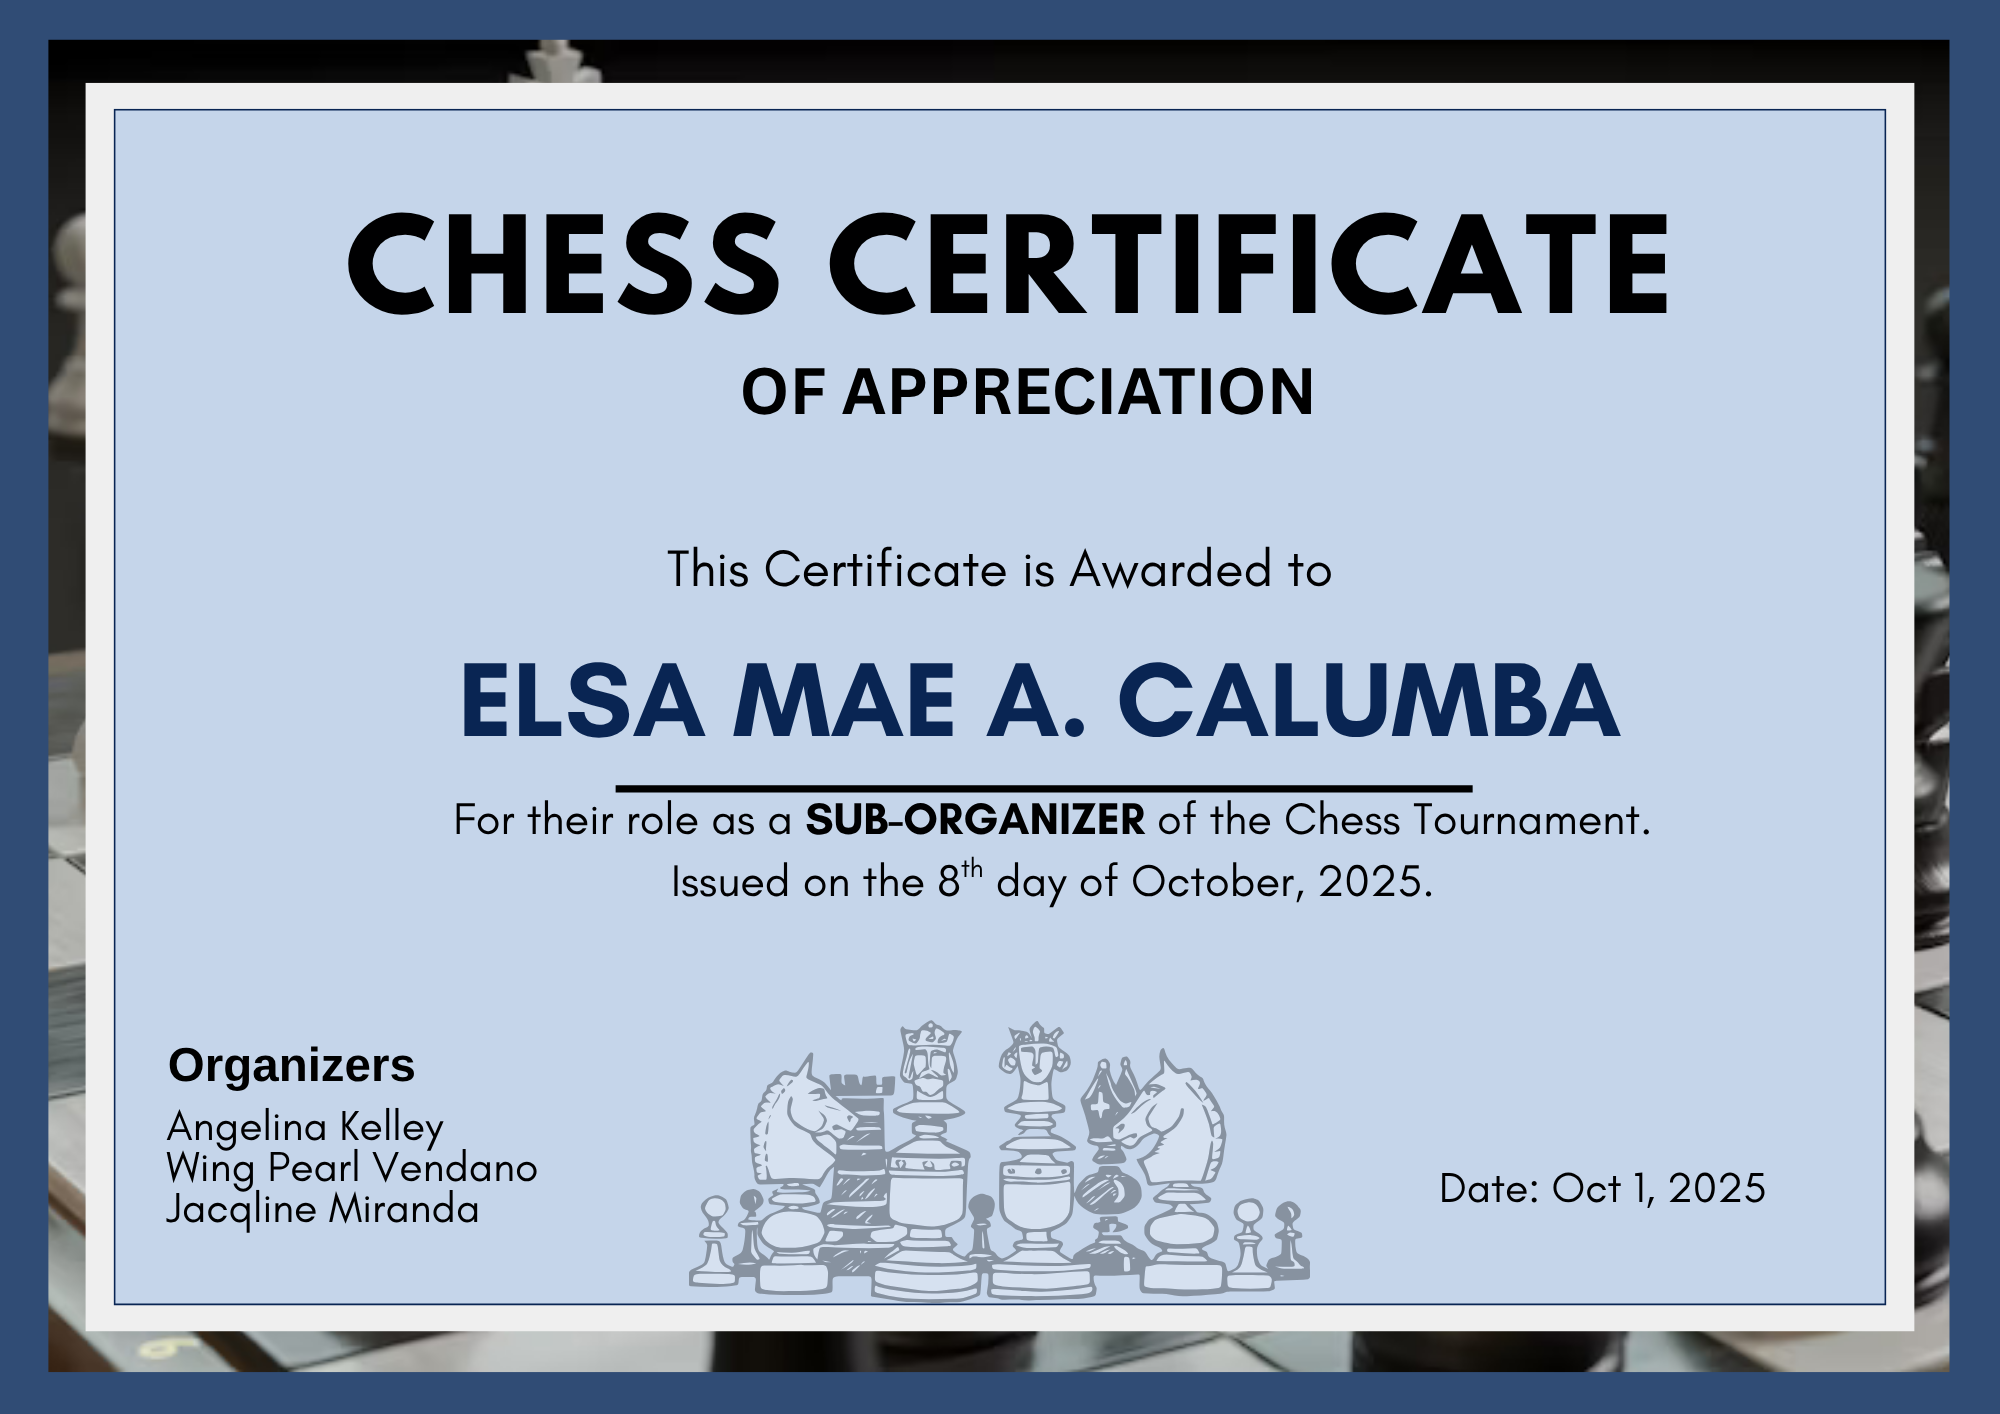 CHESS CERTIFICATE
OF APPRECIATION
This Certificate is Awarded to
ELSA MAE A. CALUMBA
For their role as a SUB-ORGANIZER of the Chess Tournament.
Issued on the 8th day of October, 2025.
Organizers
Angelina Kelley
Wing Pearl Vendano
Jacqline Miranda
Date: Oct 1, 2025